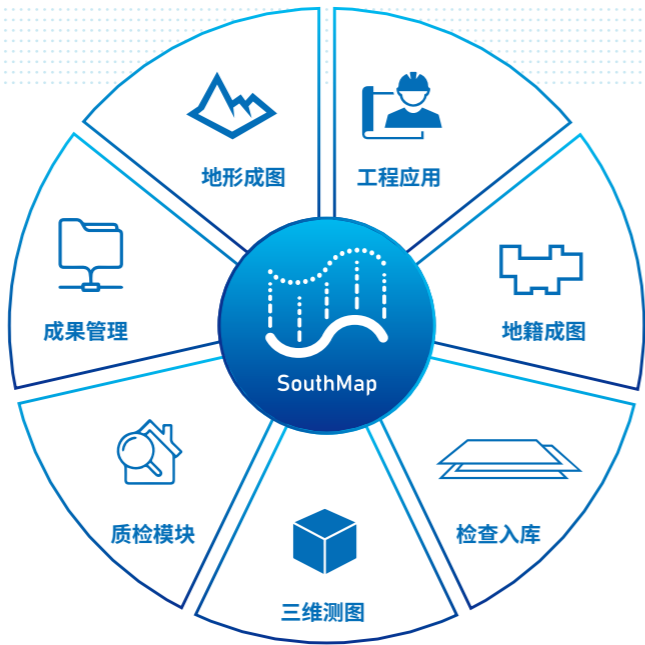 地形成图
工程应用
成果管理
地籍成图
SouthMap
质检模块
检查入库
三维测图